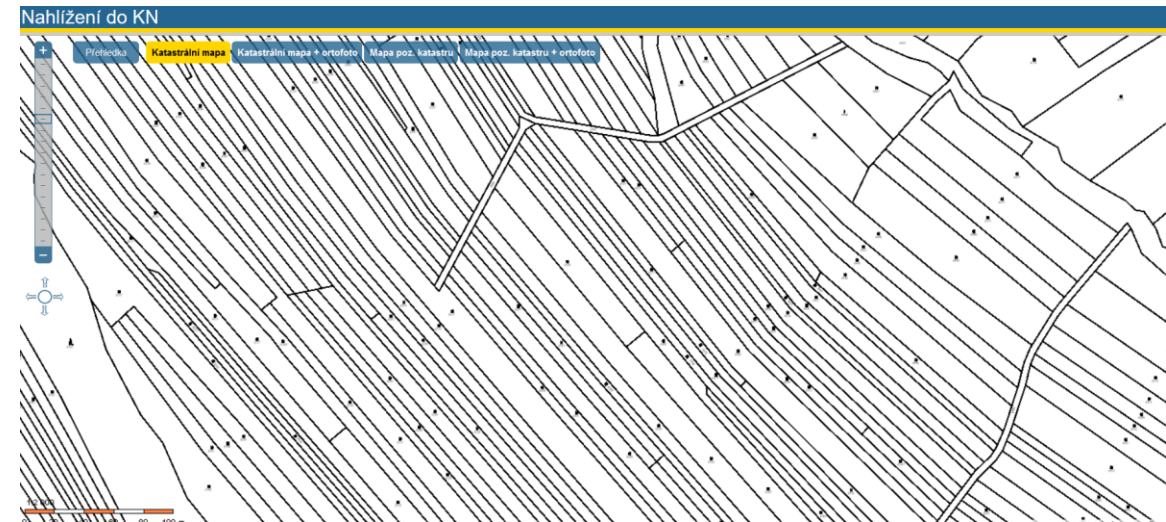 Nahlížení do KN
Přehledka Katastrální mapa Katastrální mapa + ortofoto Mapa poz. katastru Mapa poz. katastru + ortofoto